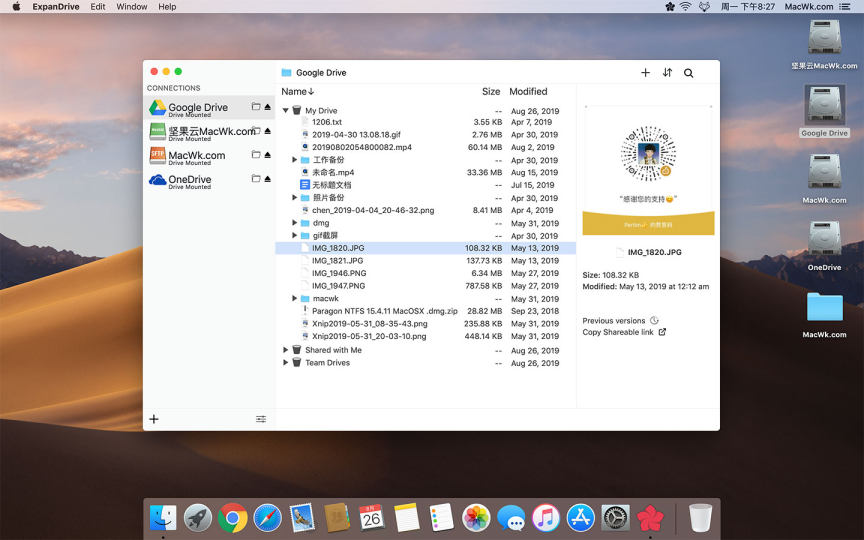 ExpanDrive Edit Window Help 周一 下午8:27 MacWk.com
Google Drive
CONNECTIONS
Google Drive
Drive Mounted
坚果云MacWk.com
Drive Mounted
SFTP
MacWk.com
Drive Mounted
OneDrive
Drive Mounted
Name Size Modified
My Drive -- Aug 26, 2019
1206.txt 3.55 KB Apr 7, 2019
2019-04-30 13.08.18.gif 2.76 MB Apr 30, 2019
20190802054800082.mp4 60.14 MB Aug 2, 2019
工作备份 -- Apr 30, 2019
未命名.mp4 33.36 MB Aug 15, 2019
无标题文档 -- Jul 15, 2019
照片备份 -- Apr 30, 2019
chen_2019-04-04_20-46-32.png 8.41 MB Apr 4, 2019
dmg -- May 31, 2019
gif截屏 -- Apr 30, 2019
IMG_1820.JPG 108.32 KB May 13, 2019
IMG_1821.JPG 137.73 KB May 13, 2019
IMG_1946.PNG 6.34 MB May 27, 2019
IMG_1947.PNG 787.58 KB May 27, 2019
macwk -- May 31, 2019
Paragon NTFS 15.4.11 MacOSX .dmg.zip 28.82 MB Sep 23, 2018
Xnip2019-05-31_08-35-43.png 235.88 KB May 31, 2019
Xnip2019-05-31_20-03-10.png 448.14 KB May 31, 2019
Shared with Me -- Aug 26, 2019
Team Drives -- Aug 26, 2019
“感谢您的支持😊”
的赞赏码
IMG_1820.JPG
Size: 108.32 KB
Modified: May 13, 2019 at 12:12 am
Previous versions
Copy Shareable link
坚果云MacWk.com
Google Drive
MacWk.com
OneDrive
MacWk.com
8月
26